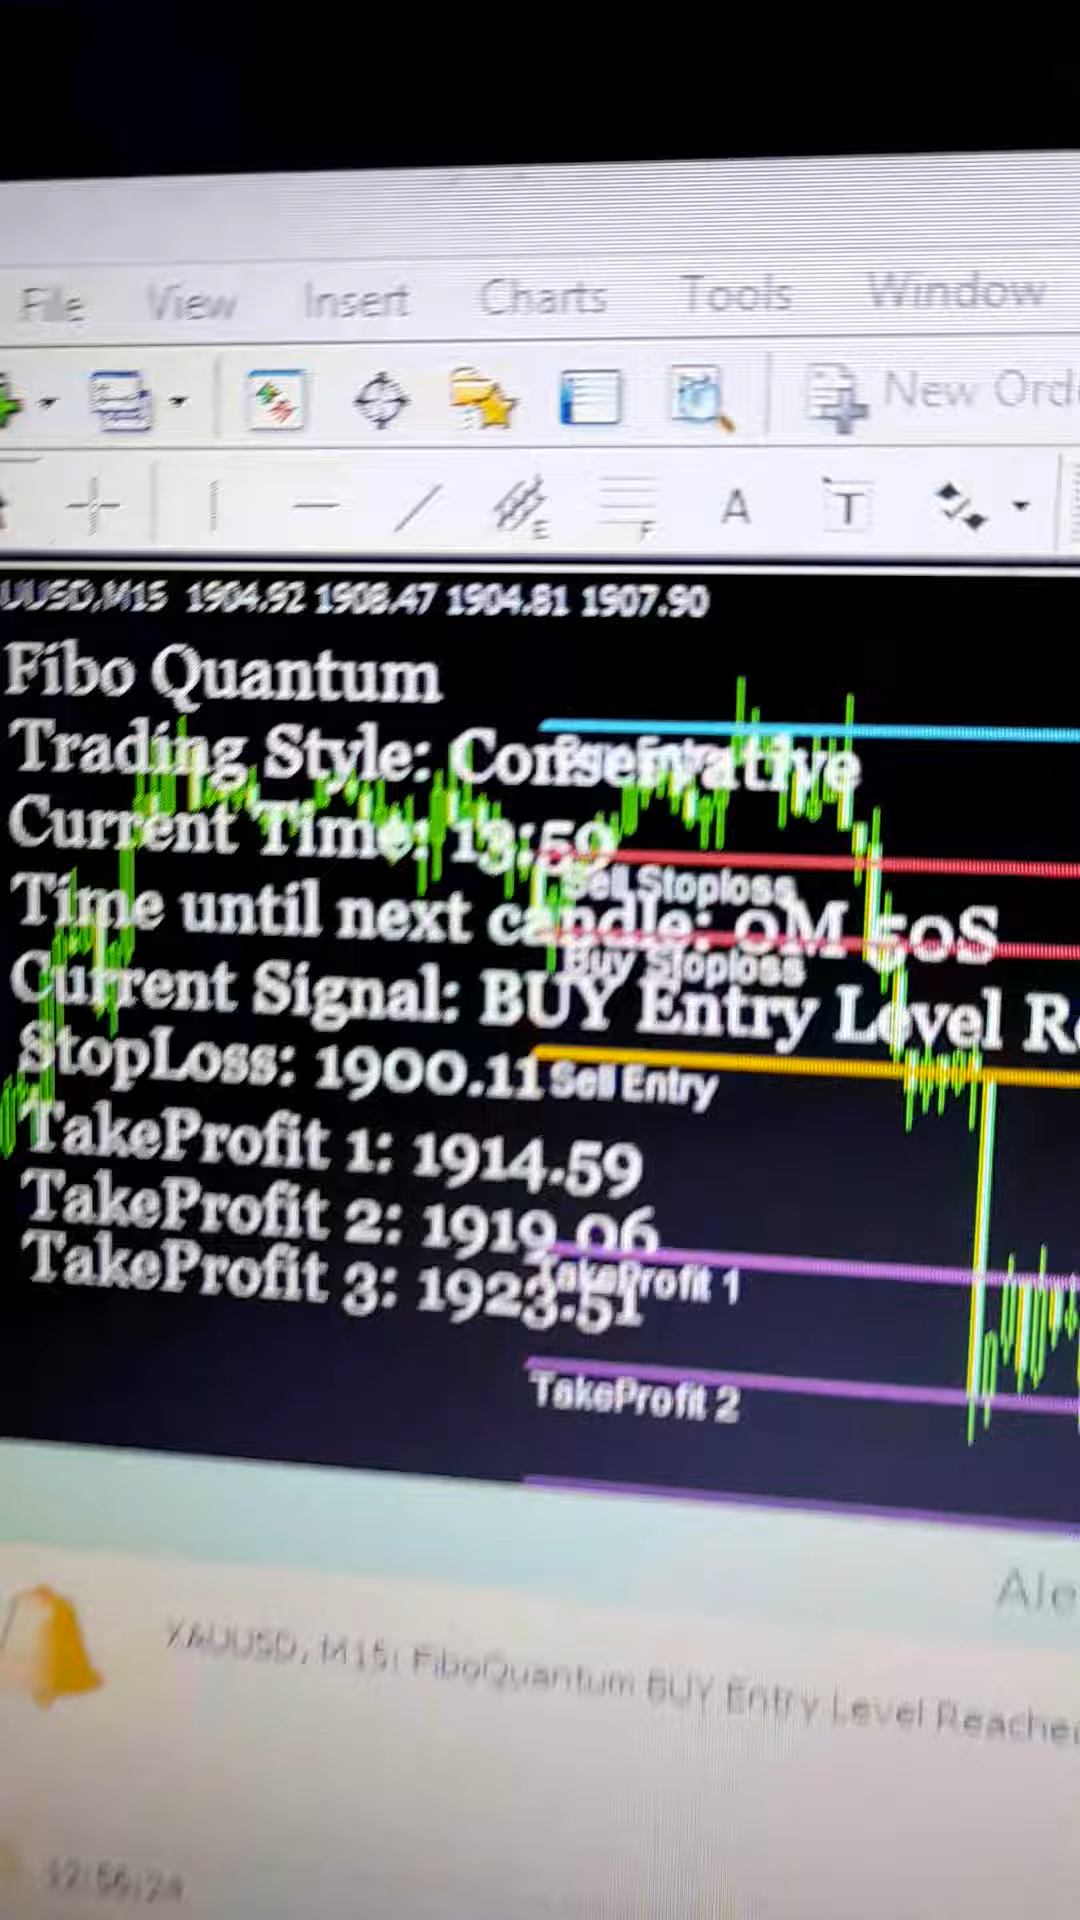 File View Insert Charts Tools Window
New Ord
E F A T
UUSD,M15 1904.92 1908.47 1904.81 1907.90
Fibo Quantum
Trading Style: Conservative
Current Time: 13:59
Sell Stoploss
Time until next candle: 0M 50S
Buy Stoploss
Current Signal: BUY Entry Level R
StopLoss: 1900.11
Sell Entry
TakeProfit 1: 1914.59
TakeProfit 2: 1919.06
TakeProfit 1
TakeProfit 3: 1923.51
TakeProfit 2
Ale
XAUUSD, M15: FiboQuantum BUY Entry Level Reache